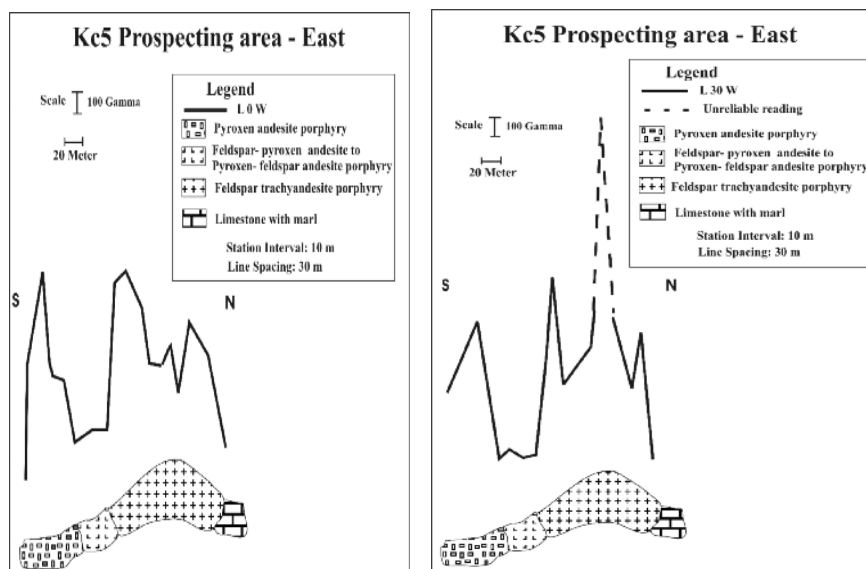 Kc5 Prospecting area - East
Scale
100 Gamma
20 Meter
Legend
L 0 W
Pyroxen andesite porphyry
Feldspar- pyroxen andesite to
Pyroxen- feldspar andesite porphyry
Feldspar trachyandesite porphyry
Limestone with marl
Station Interval: 10 m
Line Spacing: 30 m
S
N
Kc5 Prospecting area - East
Scale
100 Gamma
20 Meter
Legend
L 30 W
Unreliable reading
Pyroxen andesite porphyry
Feldspar- pyroxen andesite to
Pyroxen- feldspar andesite porphyry
Feldspar trachyandesite porphyry
Limestone with marl
Station Interval: 10 m
Line Spacing: 30 m
S
N